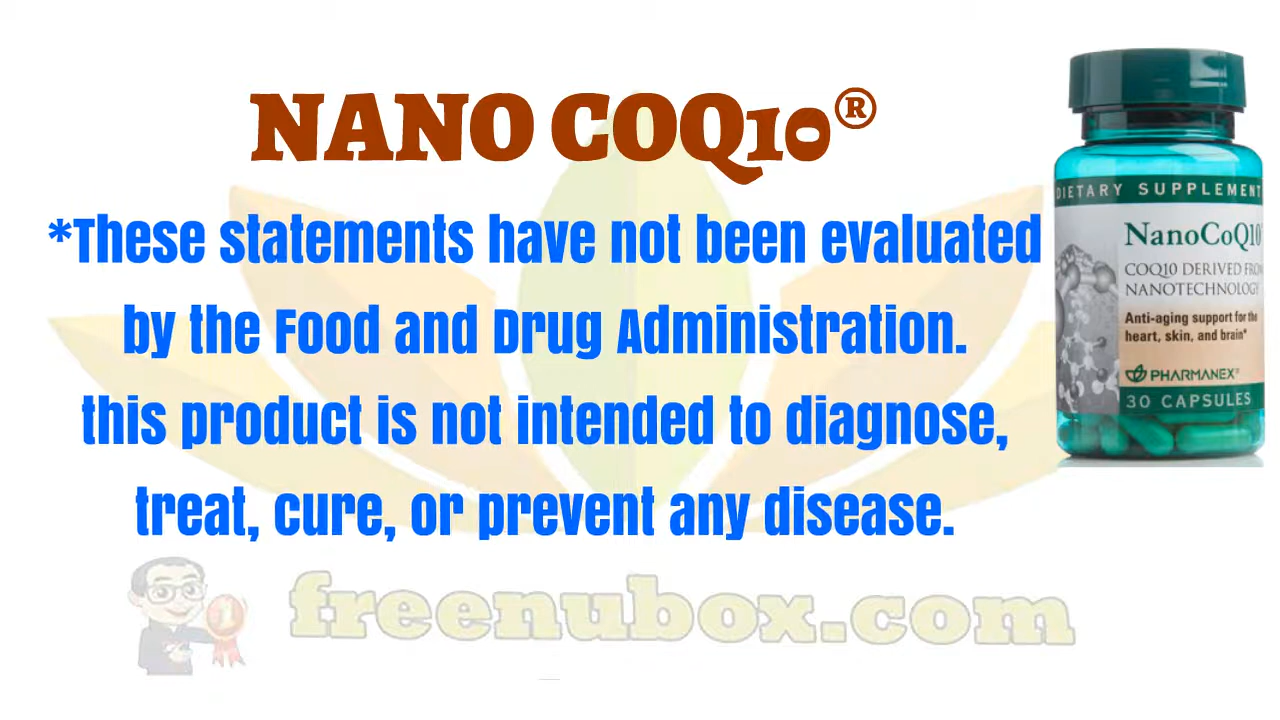 NANO COQ10®
*These statements have not been evaluated
by the Food and Drug Administration.
this product is not intended to diagnose,
treat, cure, or prevent any disease.
DIETARY SUPPLEMENT
NanoCoQ10
COQ10 DERIVED FROM
NANOTECHNOLOGY
Anti-aging support for the
heart, skin, and brain*
PHARMANEX®
30 CAPSULES
1
freenubox.com